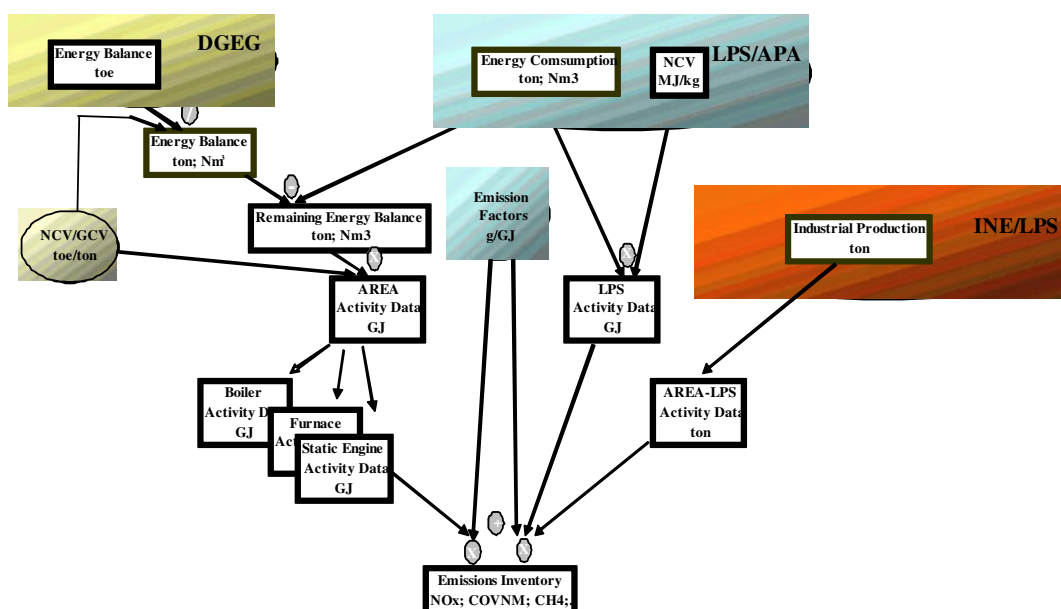 DGEG
Energy Balance
toe
LPS/APA
Energy Comsumption
ton; Nm3
NCV
MJ/kg
/
Energy Balance
ton; Nm³
-
Remaining Energy Balance
ton; Nm3
Emission
Factors
g/GJ
INE/LPS
Industrial Production
ton
NCV/GCV
toe/ton
X
X
AREA
Activity Data
GJ
LPS
Activity Data
GJ
Boiler
Activity D
GJ
Furnace
Act
Static Engine
Activity Data
GJ
AREA-LPS
Activity Data
ton
+
X
X
Emissions Inventory
NOx; COVNM; CH4;.